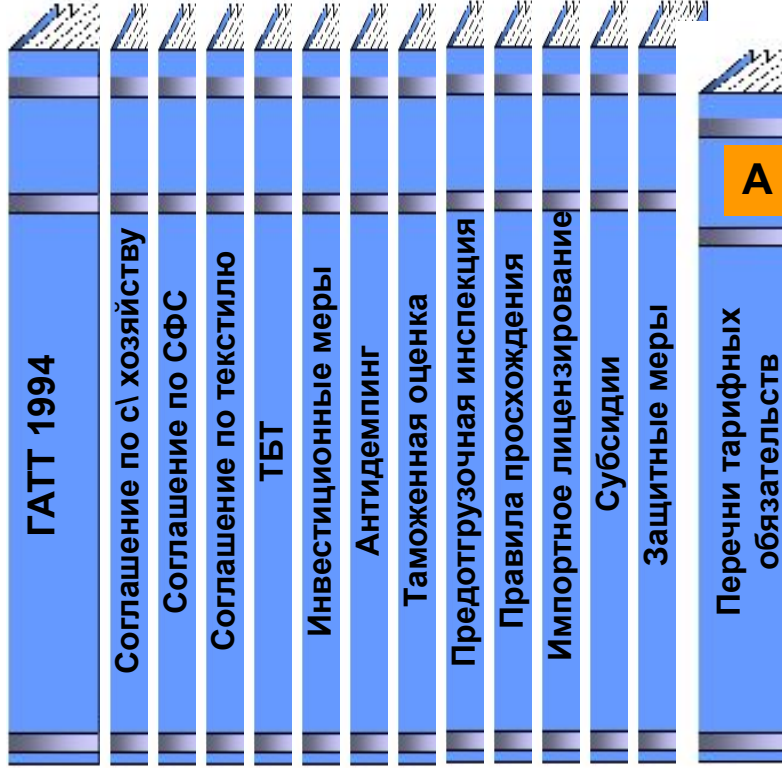 ГАТТ 1994
Соглашение по с\ хозяйству
Соглашение по СФС
Соглашение по текстилю
ТБТ
Инвестиционные меры
Антидемпинг
Таможенная оценка
Предотгрузочная инспекция
Правила просхождения
Импортное лицензирование
Субсидии
Защитные меры
А
Перечни тарифных
обязательств